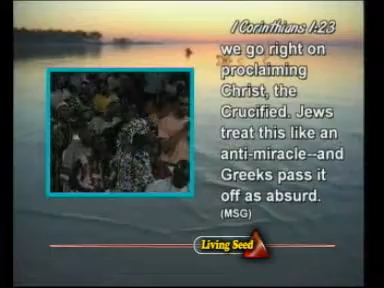 1 Corinthians 1:23
we go right on
proclaiming
Christ, the
Crucified. Jews
treat this like an
anti-miracle--and
Greeks pass it
off as absurd.
(MSG)
Living Seed